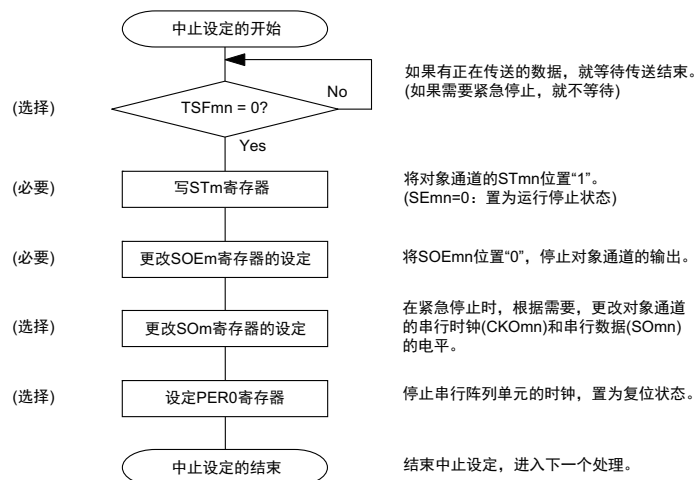 中止设定的开始
如果有正在传送的数据，就等待传送结束。
(如果需要紧急停止，就不等待)
No
(选择)
TSFmn = 0?
Yes
(必要)
写STm寄存器
将对象通道的STmn位置“1”。
(SEmn=0：置为运行停止状态)
(必要)
更改SOEm寄存器的设定
将SOEmn位置“0”，停止对象通道的输出。
(选择)
更改SOm寄存器的设定
在紧急停止时，根据需要，更改对象通道
的串行时钟(CKOmn)和串行数据(SOmn)
的电平。
(选择)
设定PER0寄存器
停止串行阵列单元的时钟，置为复位状态。
中止设定的结束
结束中止设定，进入下一个处理。